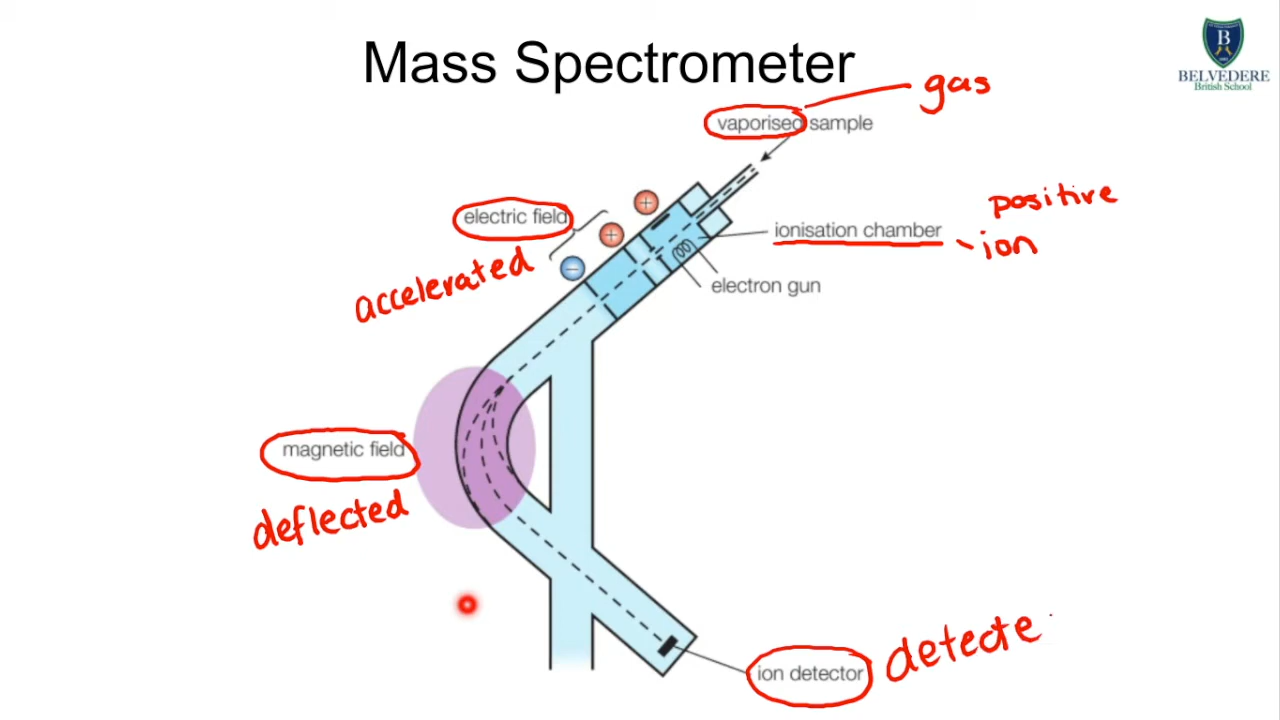 Mass Spectrometer
B
BELVEDERE
British School
gas
vaporised sample
electric field
positive
ionisation chamber
ion
accelerated
electron gun
magnetic field
deflected
detecte
ion detector